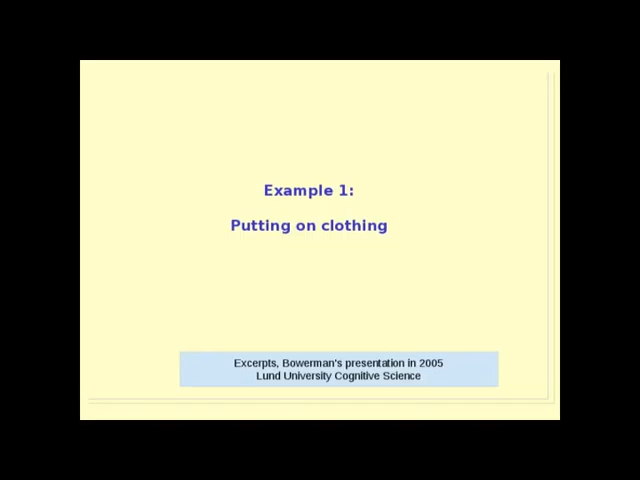 Example 1:
Putting on clothing
Excerpts, Bowerman's presentation in 2005
Lund University Cognitive Science